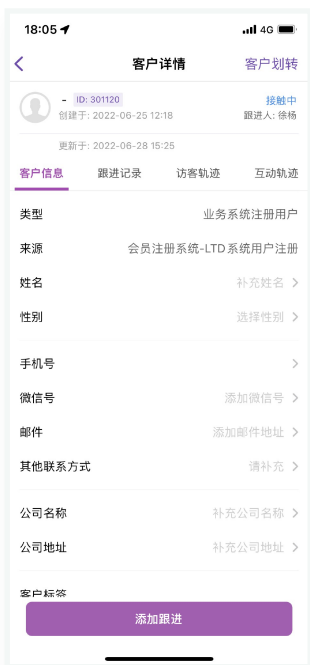 18:05 4G
客户详情 客户划转
- ID: 301120 接触中
创建于: 2022-06-25 12:18 跟进人: 徐杨
更新于: 2022-06-28 15:25
客户信息 跟进记录 访客轨迹 互动轨迹
类型 业务系统注册用户
来源 会员注册系统-LTD系统用户注册
姓名 补充姓名
性别 选择性别
手机号
微信号 添加微信号
邮件 添加邮件地址
其他联系方式 请补充
公司名称 补充公司名称
公司地址 补充公司地址
客户标签
添加跟进